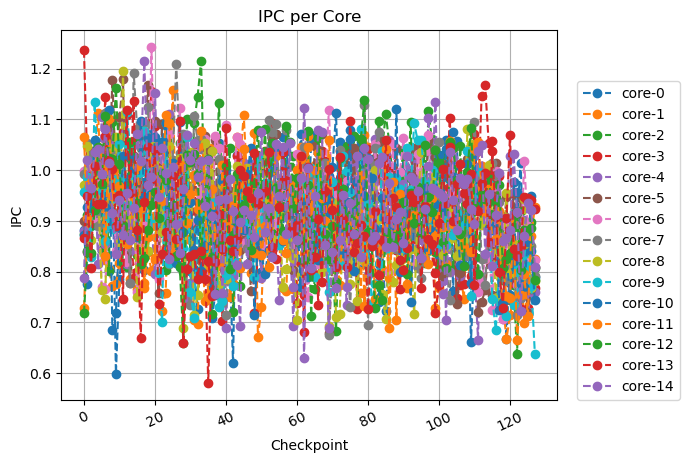 IPC per Core
IPC
1.2
1.1
1.0
0.9
0.8
0.7
0.6
0
20
40
60
80
100
120
Checkpoint
core-0
core-1
core-2
core-3
core-4
core-5
core-6
core-7
core-8
core-9
core-10
core-11
core-12
core-13
core-14